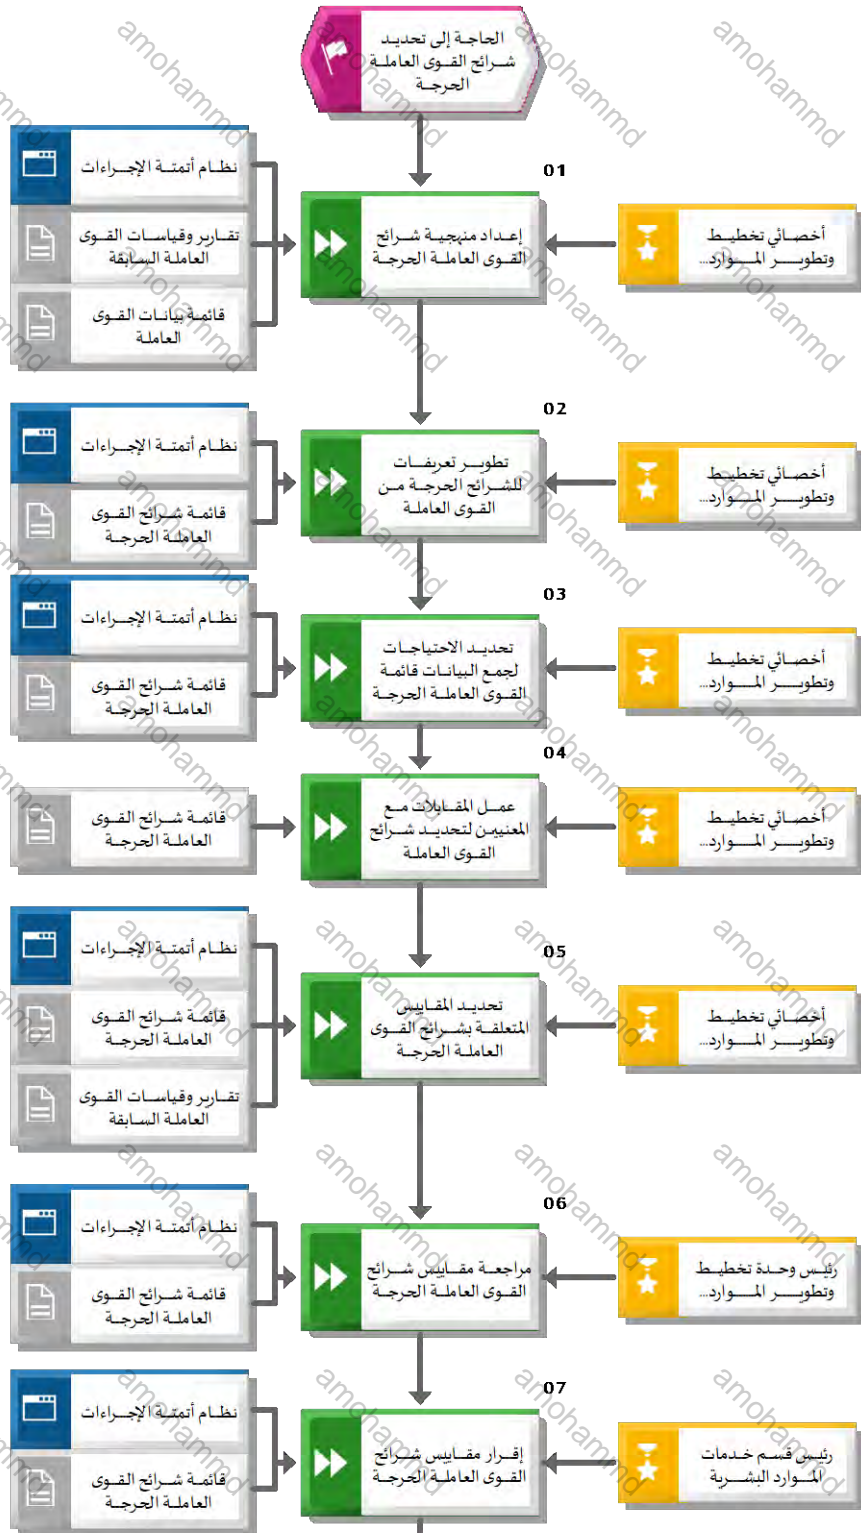 الحاجة إلى تحديد
شرائح القوى العاملة
الحرجة
01
أخصائي تخطيط
وتطوير الموارد...
إعداد منهجية شرائح
القوى العاملة الحرجة
نظام أتمتة الإجراءات
تقارير وقياسات القوى
العاملة السابقة
قائمة بيانات القوى
العاملة
02
أخصائي تخطيط
وتطوير الموارد...
تطوير تعريفات
للشرائح الحرجة من
القوى العاملة
نظام أتمتة الإجراءات
قائمة شرائح القوى
العاملة الحرجة
03
أخصائي تخطيط
وتطوير الموارد...
تحديد الاحتياجات
لجمع البيانات قائمة
القوى العاملة الحرجة
نظام أتمتة الإجراءات
قائمة شرائح القوى
العاملة الحرجة
04
أخصائي تخطيط
وتطوير الموارد...
عمل المقابلات مع
المعنيين لتحديد شرائح
القوى العاملة
قائمة شرائح القوى
العاملة الحرجة
05
أخصائي تخطيط
وتطوير الموارد...
تحديد المقاييس
المتعلقة بشرائح القوى
العاملة الحرجة
نظام أتمتة الإجراءات
قائمة شرائح القوى
العاملة الحرجة
تقارير وقياسات القوى
العاملة السابقة
06
رئيس وحدة تخطيط
وتطوير الموارد...
مراجعة مقاييس شرائح
القوى العاملة الحرجة
نظام أتمتة الإجراءات
قائمة شرائح القوى
العاملة الحرجة
07
رئيس قسم خدمات
الموارد البشرية
إقرار مقاييس شرائح
القوى العاملة الحرجة
نظام أتمتة الإجراءات
قائمة شرائح القوى
العاملة الحرجة
amohammd